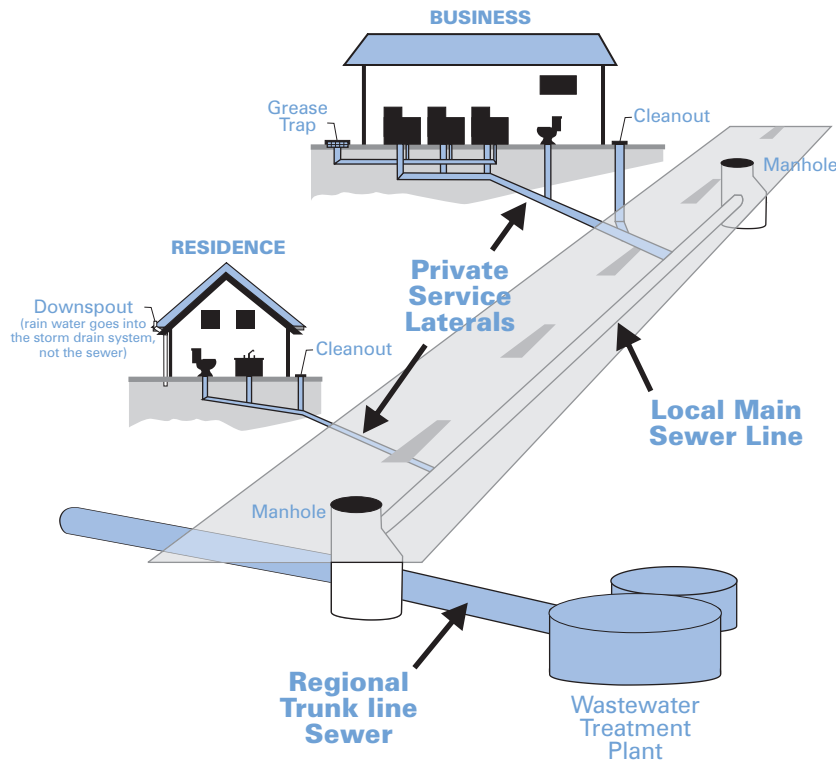 BUSINESS
Grease
Trap
Cleanout
Manhole
RESIDENCE
Private
Service
Laterals
Downspout
(rain water goes into
the storm drain system,
not the sewer)
Cleanout
Local Main
Sewer Line
Manhole
Regional
Trunk line
Sewer
Wastewater
Treatment
Plant